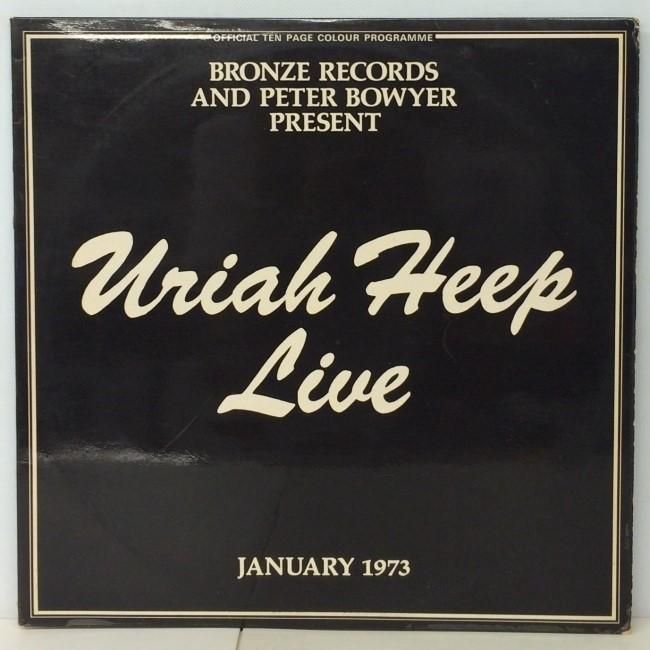 OFFICIAL TEN PAGE COLOUR PROGRAMME
BRONZE RECORDS
AND PETER BOWYER
PRESENT
Uriah Heep
Live
JANUARY 1973